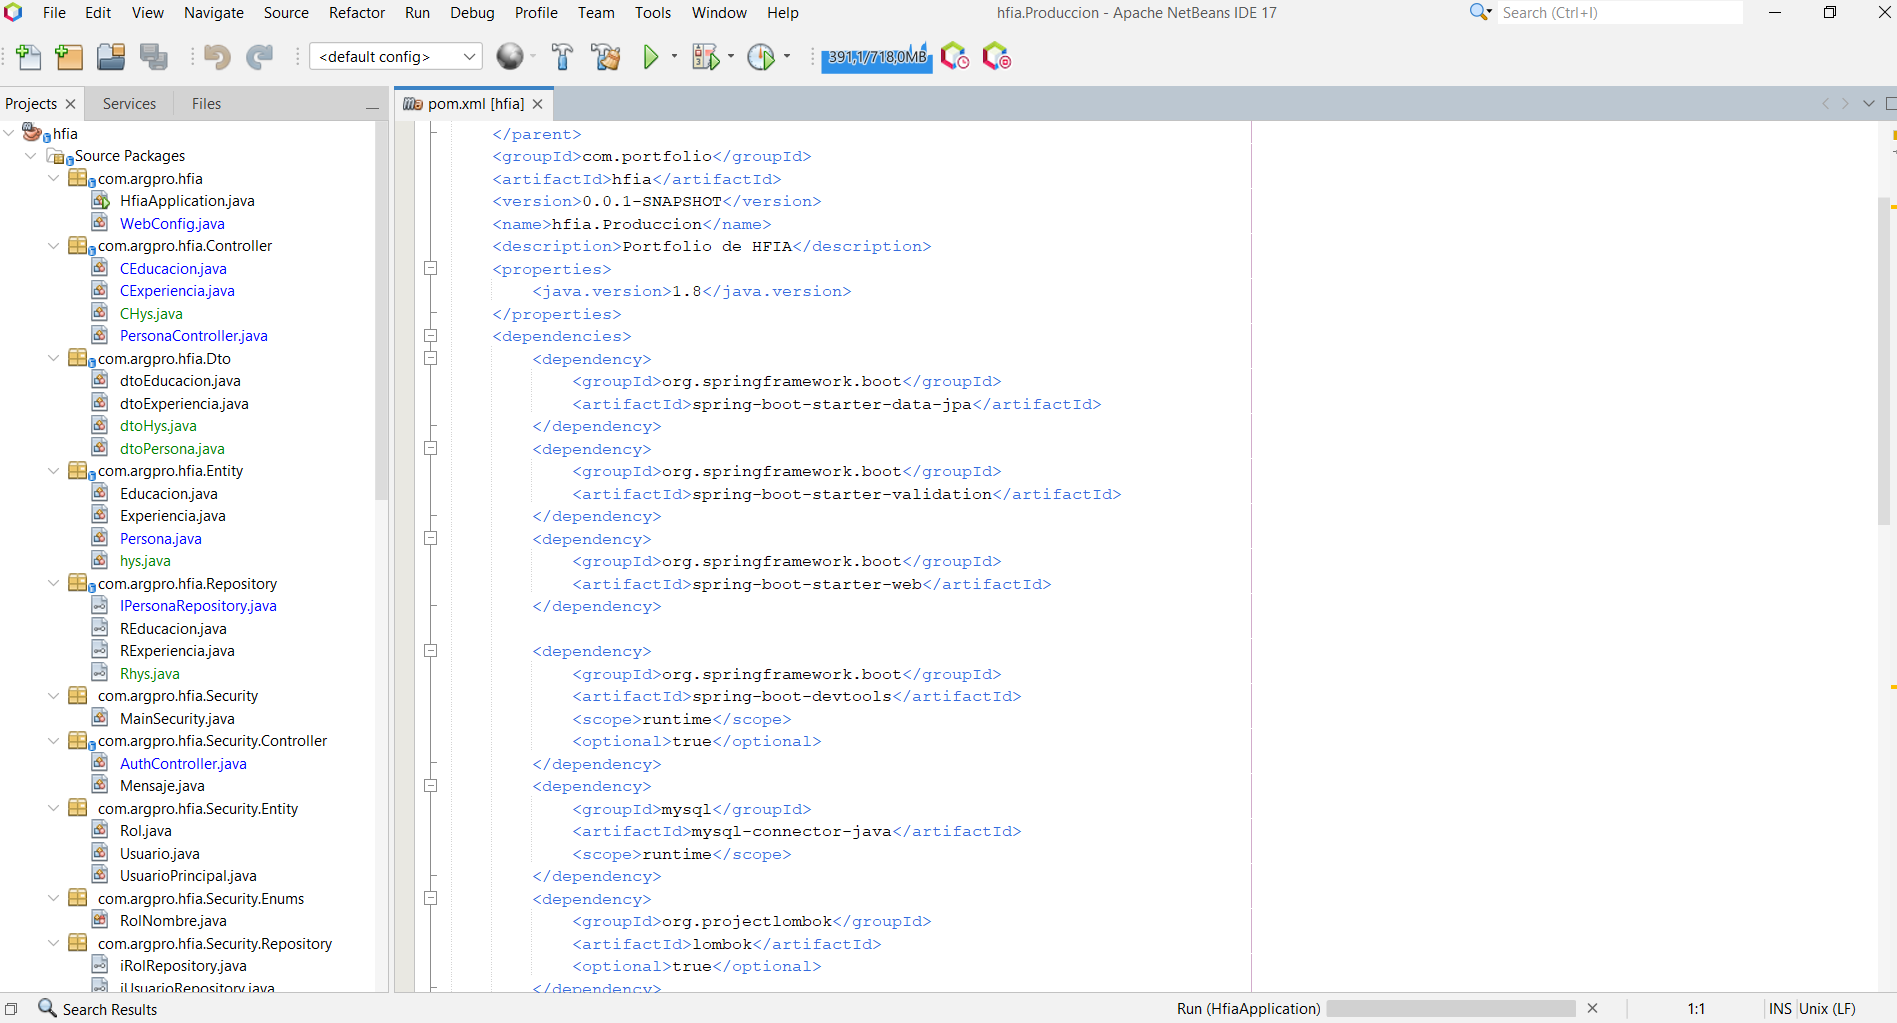 File Edit View Navigate Source Refactor Run Debug Profile Team Tools Window Help
hfia.Produccion - Apache NetBeans IDE 17
Search (Ctrl+I)
<default config>
391,1/718,0MB
Projects
Services
Files
hfia
Source Packages
com.argpro.hfia
HfiaApplication.java
WebConfig.java
com.argpro.hfia.Controller
CEducacion.java
CExperiencia.java
CHys.java
PersonaController.java
com.argpro.hfia.Dto
dtoEducacion.java
dtoExperiencia.java
dtoHys.java
dtoPersona.java
com.argpro.hfia.Entity
Educacion.java
Experiencia.java
Persona.java
hys.java
com.argpro.hfia.Repository
IPersonaRepository.java
REducacion.java
RExperiencia.java
Rhys.java
com.argpro.hfia.Security
MainSecurity.java
com.argpro.hfia.Security.Controller
AuthController.java
Mensaje.java
com.argpro.hfia.Security.Entity
Rol.java
Usuario.java
UsuarioPrincipal.java
com.argpro.hfia.Security.Enums
RolNombre.java
com.argpro.hfia.Security.Repository
iRolRepository.java
iUsuarioRepository.java
pom.xml [hfia]
</parent>
<groupId>com.portfolio</groupId>
<artifactId>hfia</artifactId>
<version>0.0.1-SNAPSHOT</version>
<name>hfia.Produccion</name>
<description>Portfolio de HFIA</description>
<properties>
<java.version>1.8</java.version>
</properties>
<dependencies>
<dependency>
<groupId>org.springframework.boot</groupId>
<artifactId>spring-boot-starter-data-jpa</artifactId>
</dependency>
<dependency>
<groupId>org.springframework.boot</groupId>
<artifactId>spring-boot-starter-validation</artifactId>
</dependency>
<dependency>
<groupId>org.springframework.boot</groupId>
<artifactId>spring-boot-starter-web</artifactId>
</dependency>
<dependency>
<groupId>org.springframework.boot</groupId>
<artifactId>spring-boot-devtools</artifactId>
<scope>runtime</scope>
<optional>true</optional>
</dependency>
<dependency>
<groupId>mysql</groupId>
<artifactId>mysql-connector-java</artifactId>
<scope>runtime</scope>
</dependency>
<dependency>
<groupId>org.projectlombok</groupId>
<artifactId>lombok</artifactId>
<optional>true</optional>
</dependency>
Search Results
Run (HfiaApplication)
1:1
INS
Unix (LF)